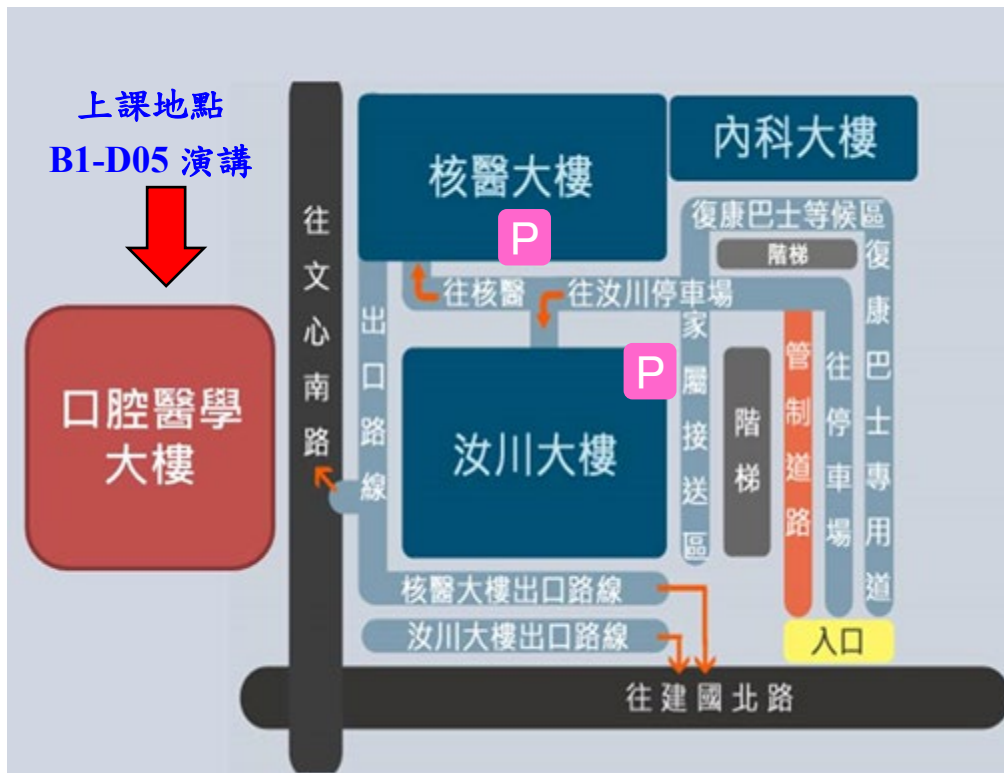 上課地點
B1-D05 演講
口腔醫學
大樓
往文心南路
核醫大樓
P
內科大樓
復康巴士等候區
階梯
復康巴士專用道
往核醫
往汝川停車場
出口路線
汝川大樓
P
家屬接送區
階梯
管制道路
往停車場
核醫大樓出口路線
汝川大樓出口路線
入口
往建國北路